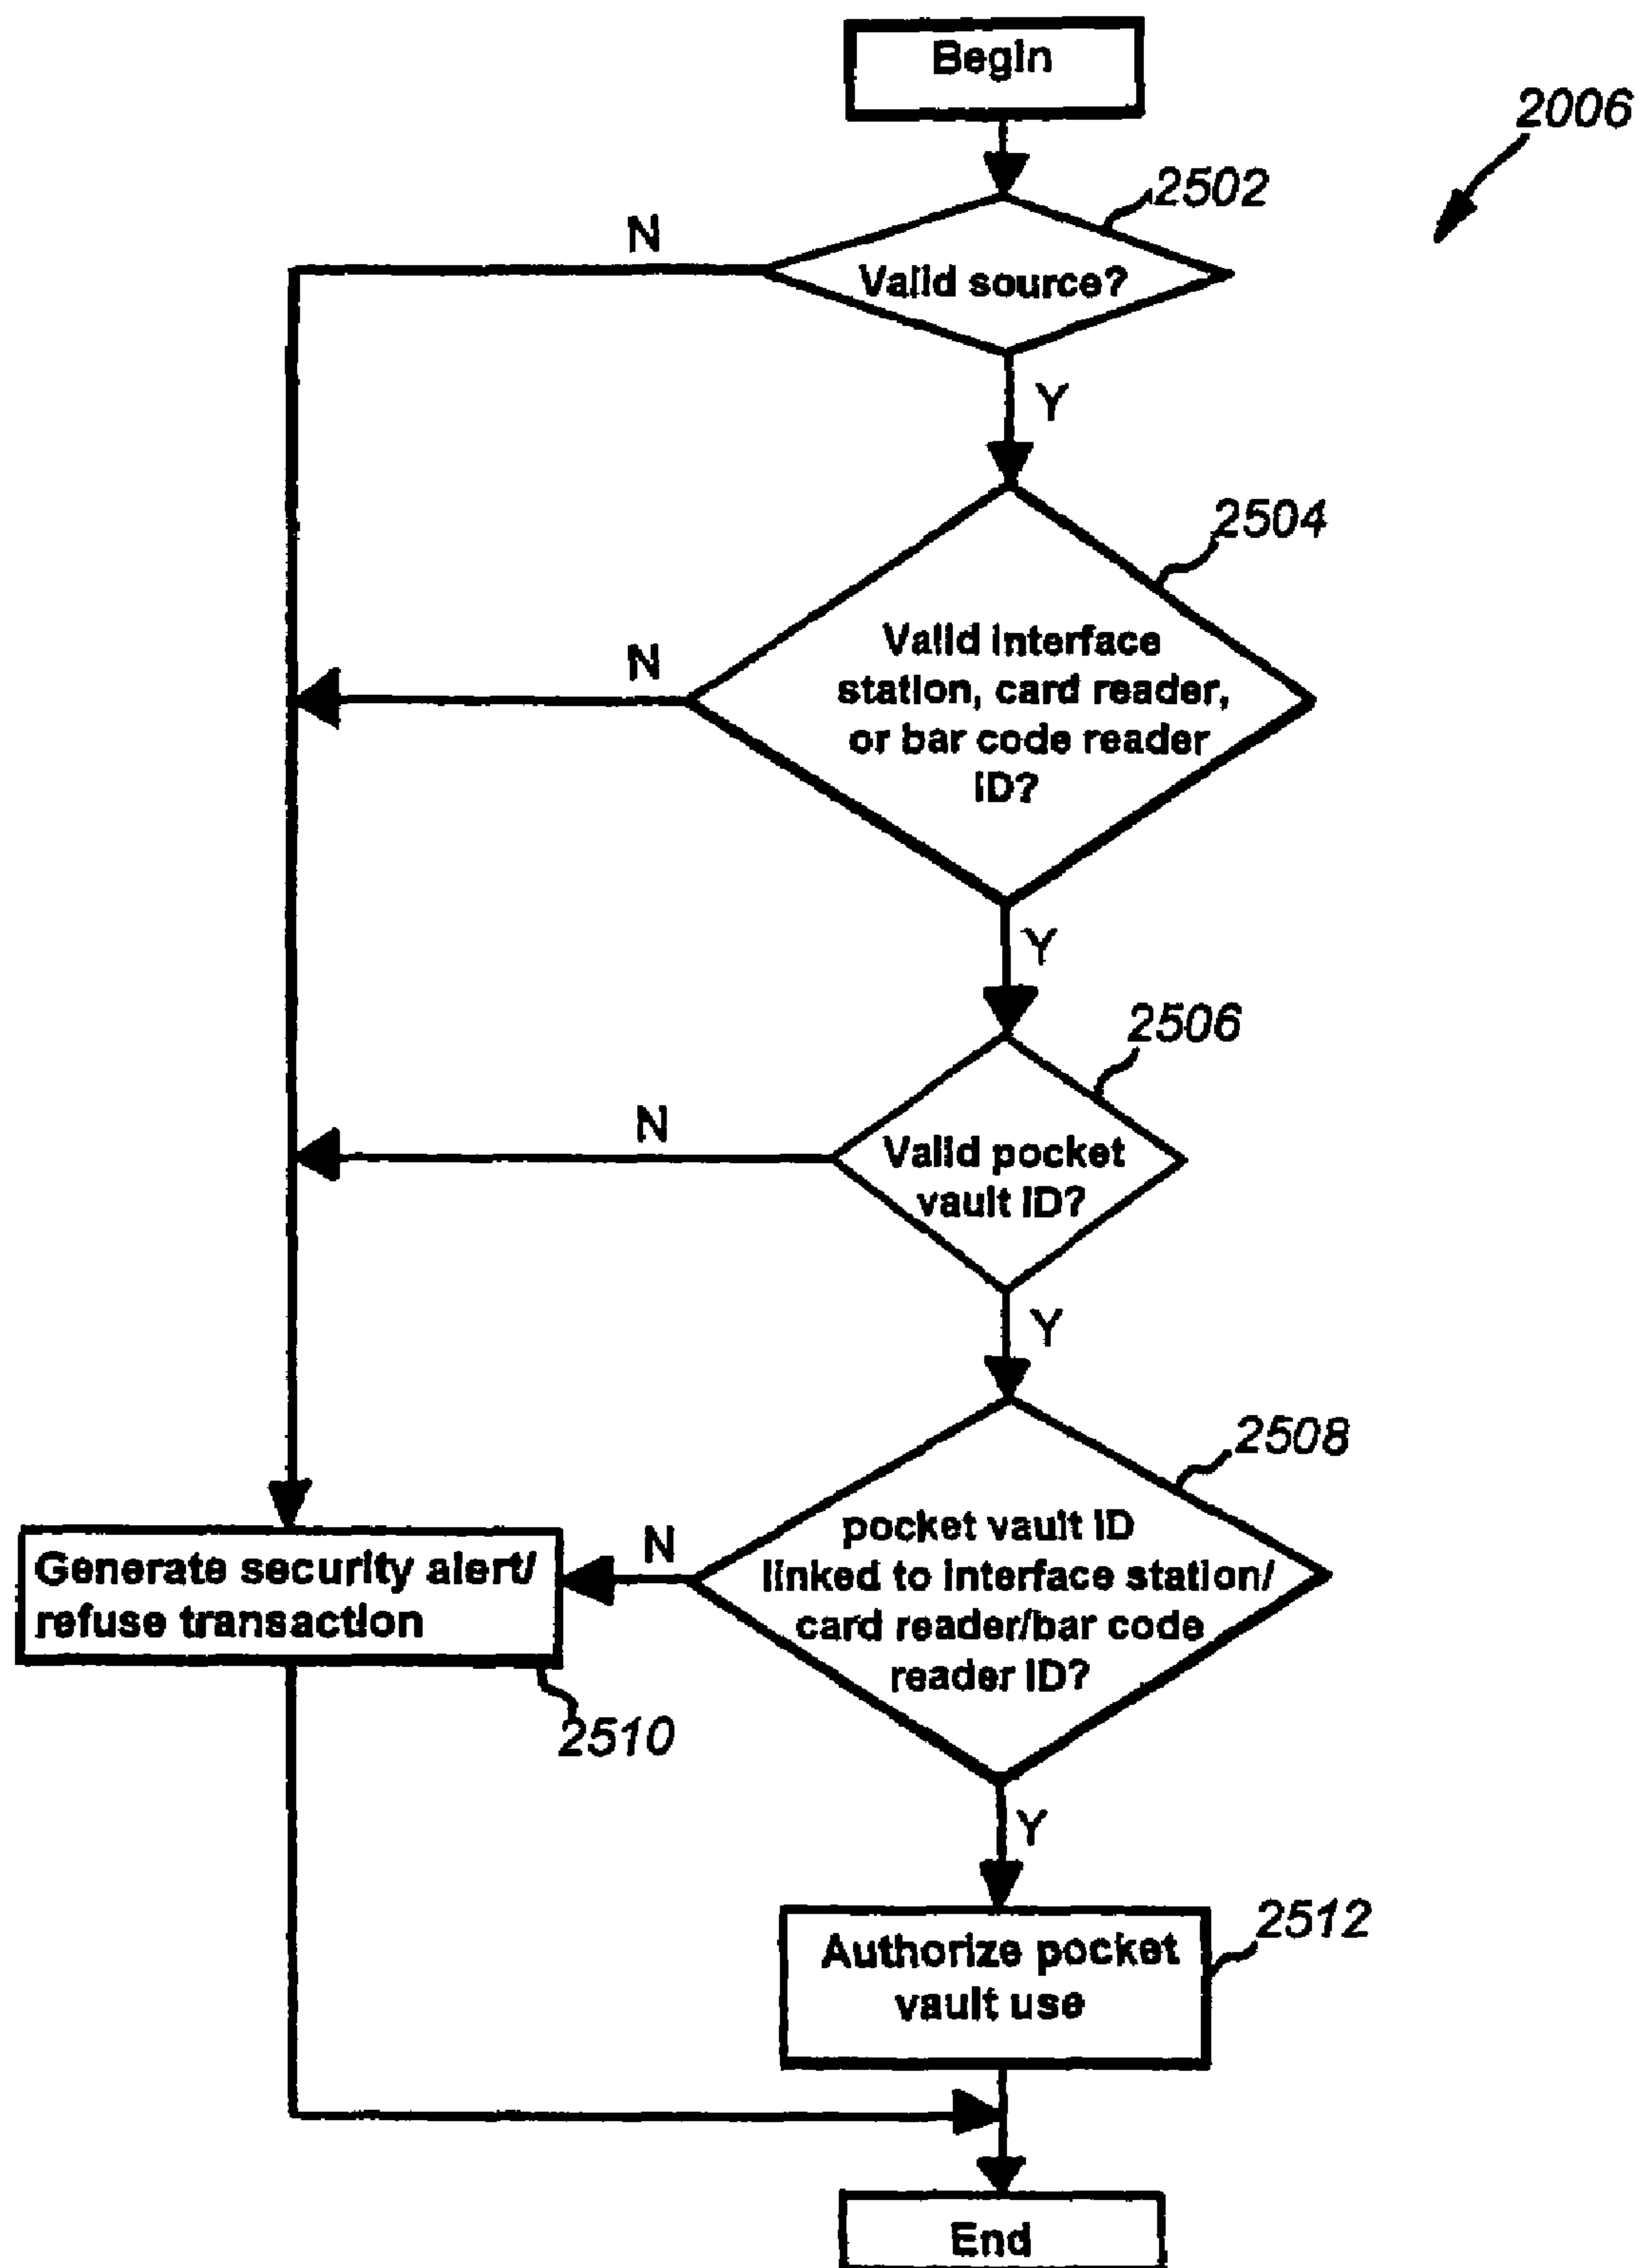 Begin
2006
2502
N
Valid source?
Y
2504
N
Valid interface
station, card reader,
or bar code reader
ID?
Y
2506
N
Valid pocket
vault ID?
Y
2508
pocket vault ID
linked to interface station/
card reader/bar code
reader ID?
N
Generate security alert/
refuse transaction
2510
Y
2512
Authorize pocket
vault use
End